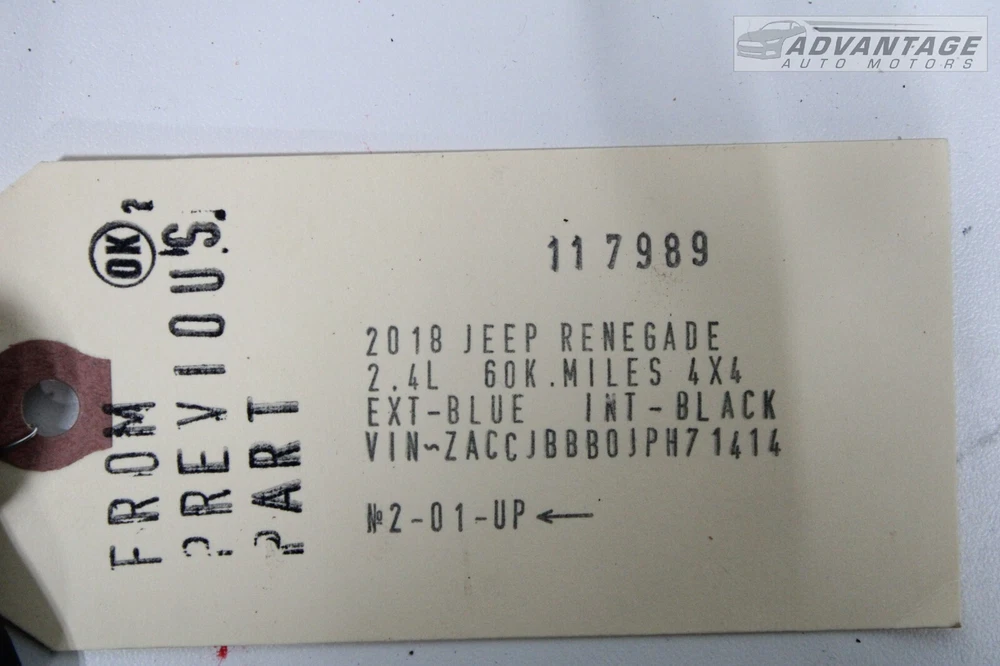 ADVANTAGE
AUTO MOTORS
OK 2
FROM
PREVIOUS.
PART
117989
2018 JEEP RENEGADE
2.4L 60K.MILES 4X4
EXT-BLUE INT-BLACK
VIN~ZACCJBBB0JPH71414
№2-01-UP←